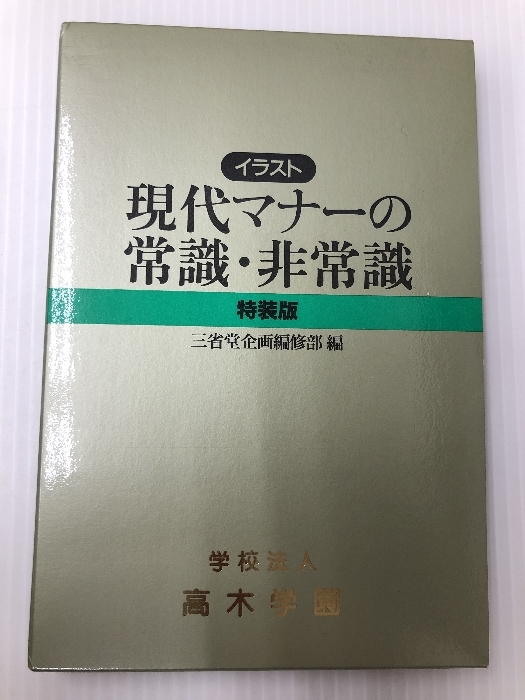 イラスト
現代マナーの
常識・非常識
特装版
三省堂企画編修部 編
学校法人
高木学園